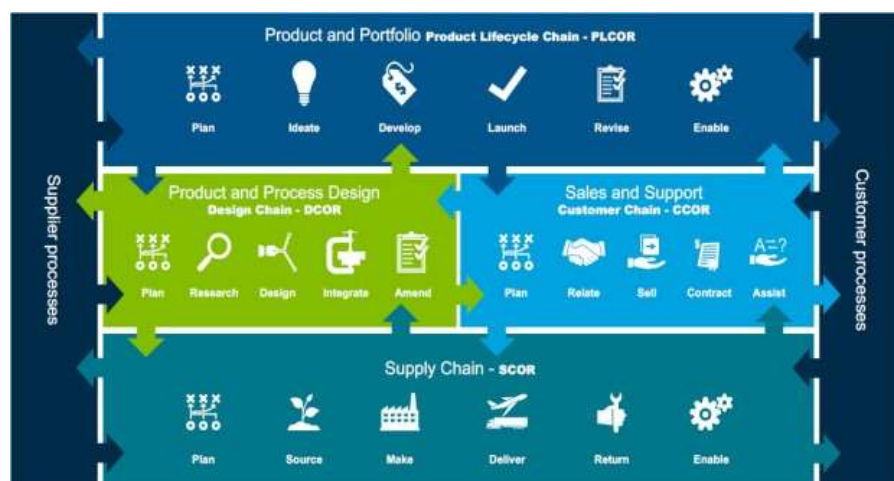 Product and Portfolio Product Lifecycle Chain - PLCOR
Plan Ideate Develop Launch Revise Enable
Supplier processes
Product and Process Design
Design Chain - DCOR
Plan Research Design Integrate Amend
Sales and Support
Customer Chain - CCOR
Plan Relate Sell Contract Assist
A=?
Customer processes
Supply Chain - SCOR
Plan Source Make Deliver Return Enable